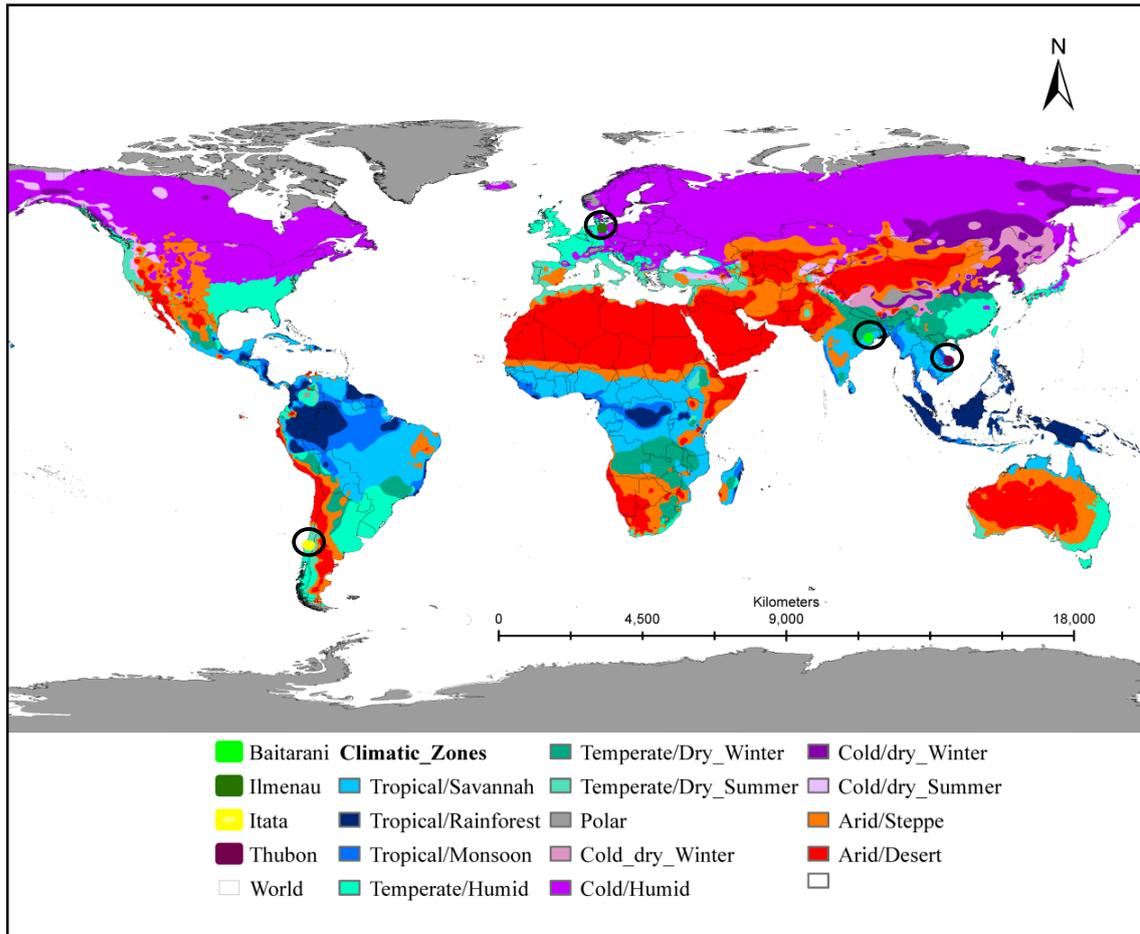 N
Kilometers
0 4,500 9,000 18,000
Baitarani Climatic_Zones Temperate/Dry_Winter Cold/dry_Winter
Ilmenau Tropical/Savannah Temperate/Dry_Summer Cold/dry_Summer
Itata Tropical/Rainforest Polar Arid/Steppe
Thubon Tropical/Monsoon Cold_dry_Winter Arid/Desert
World Temperate/Humid Cold/Humid